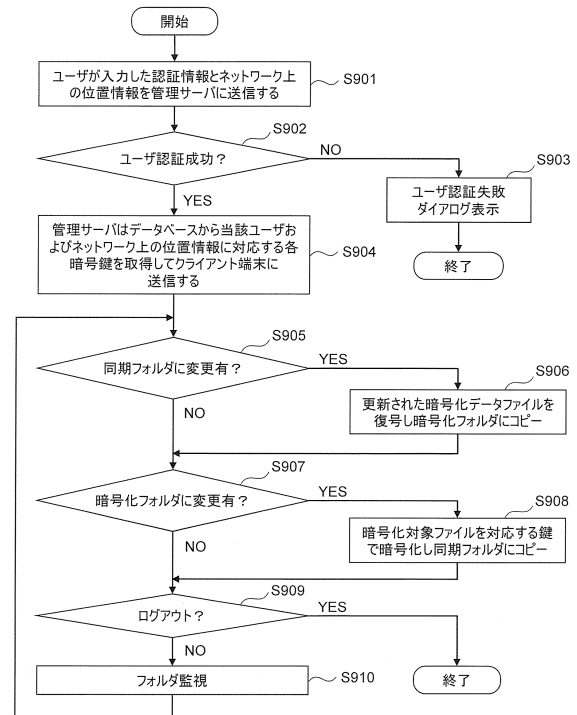 開始
ユーザが入力した認証情報とネットワーク上
の位置情報を管理サーバに送信する
S901
S902
ユーザ認証成功？
NO
YES
S903
ユーザ認証失敗
ダイアログ表示
終了
管理サーバはデータベースから当該ユーザお
よびネットワーク上の位置情報に対応する各
暗号鍵を取得してクライアント端末に
送信する
S904
S905
同期フォルダに変更有？
YES
NO
S906
更新された暗号化データファイルを
復号し暗号化フォルダにコピー
S907
暗号化フォルダに変更有？
YES
NO
S908
暗号化対象ファイルを対応する鍵
で暗号化し同期フォルダにコピー
S909
ログアウト？
YES
NO
フォルダ監視
S910
終了